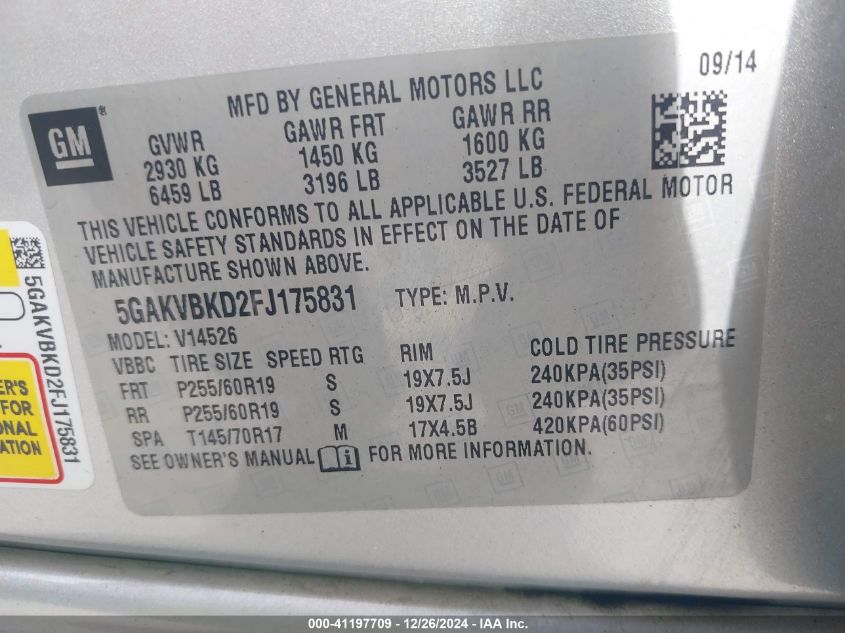 09/14
MFD BY GENERAL MOTORS LLC
GM®
GVWR GAWR FRT GAWR RR
2930 KG 1450 KG 1600 KG
6459 LB 3196 LB 3527 LB
THIS VEHICLE CONFORMS TO ALL APPLICABLE U.S. FEDERAL MOTOR
VEHICLE SAFETY STANDARDS IN EFFECT ON THE DATE OF
MANUFACTURE SHOWN ABOVE.
5GAKVBKD2FJ175831 TYPE: M.P.V.
MODEL: V14526
VBBC TIRE SIZE SPEED RTG RIM COLD TIRE PRESSURE
FRT P255/60R19 S 19X7.5J 240KPA(35PSI)
RR P255/60R19 S 19X7.5J 240KPA(35PSI)
SPA T145/70R17 M 17X4.5B 420KPA(60PSI)
SEE OWNER'S MANUAL FOR MORE INFORMATION.
5GAKVBKD2FJ175831
ER'S
FOR
ONAL
ATION
000-41197709 - 12/26/2024 - IAA Inc.